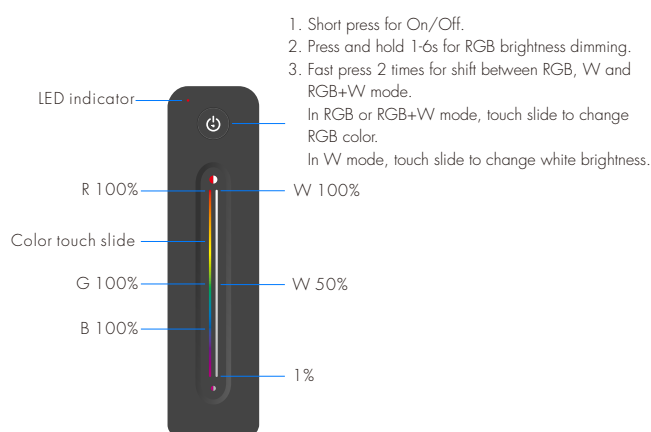 1. Short press for On/Off.
2. Press and hold 1-6s for RGB brightness dimming.
3. Fast press 2 times for shift between RGB, W and
RGB+W mode.
In RGB or RGB+W mode, touch slide to change
RGB color.
In W mode, touch slide to change white brightness.
LED indicator
R 100%
W 100%
Color touch slide
G 100%
W 50%
B 100%
1%